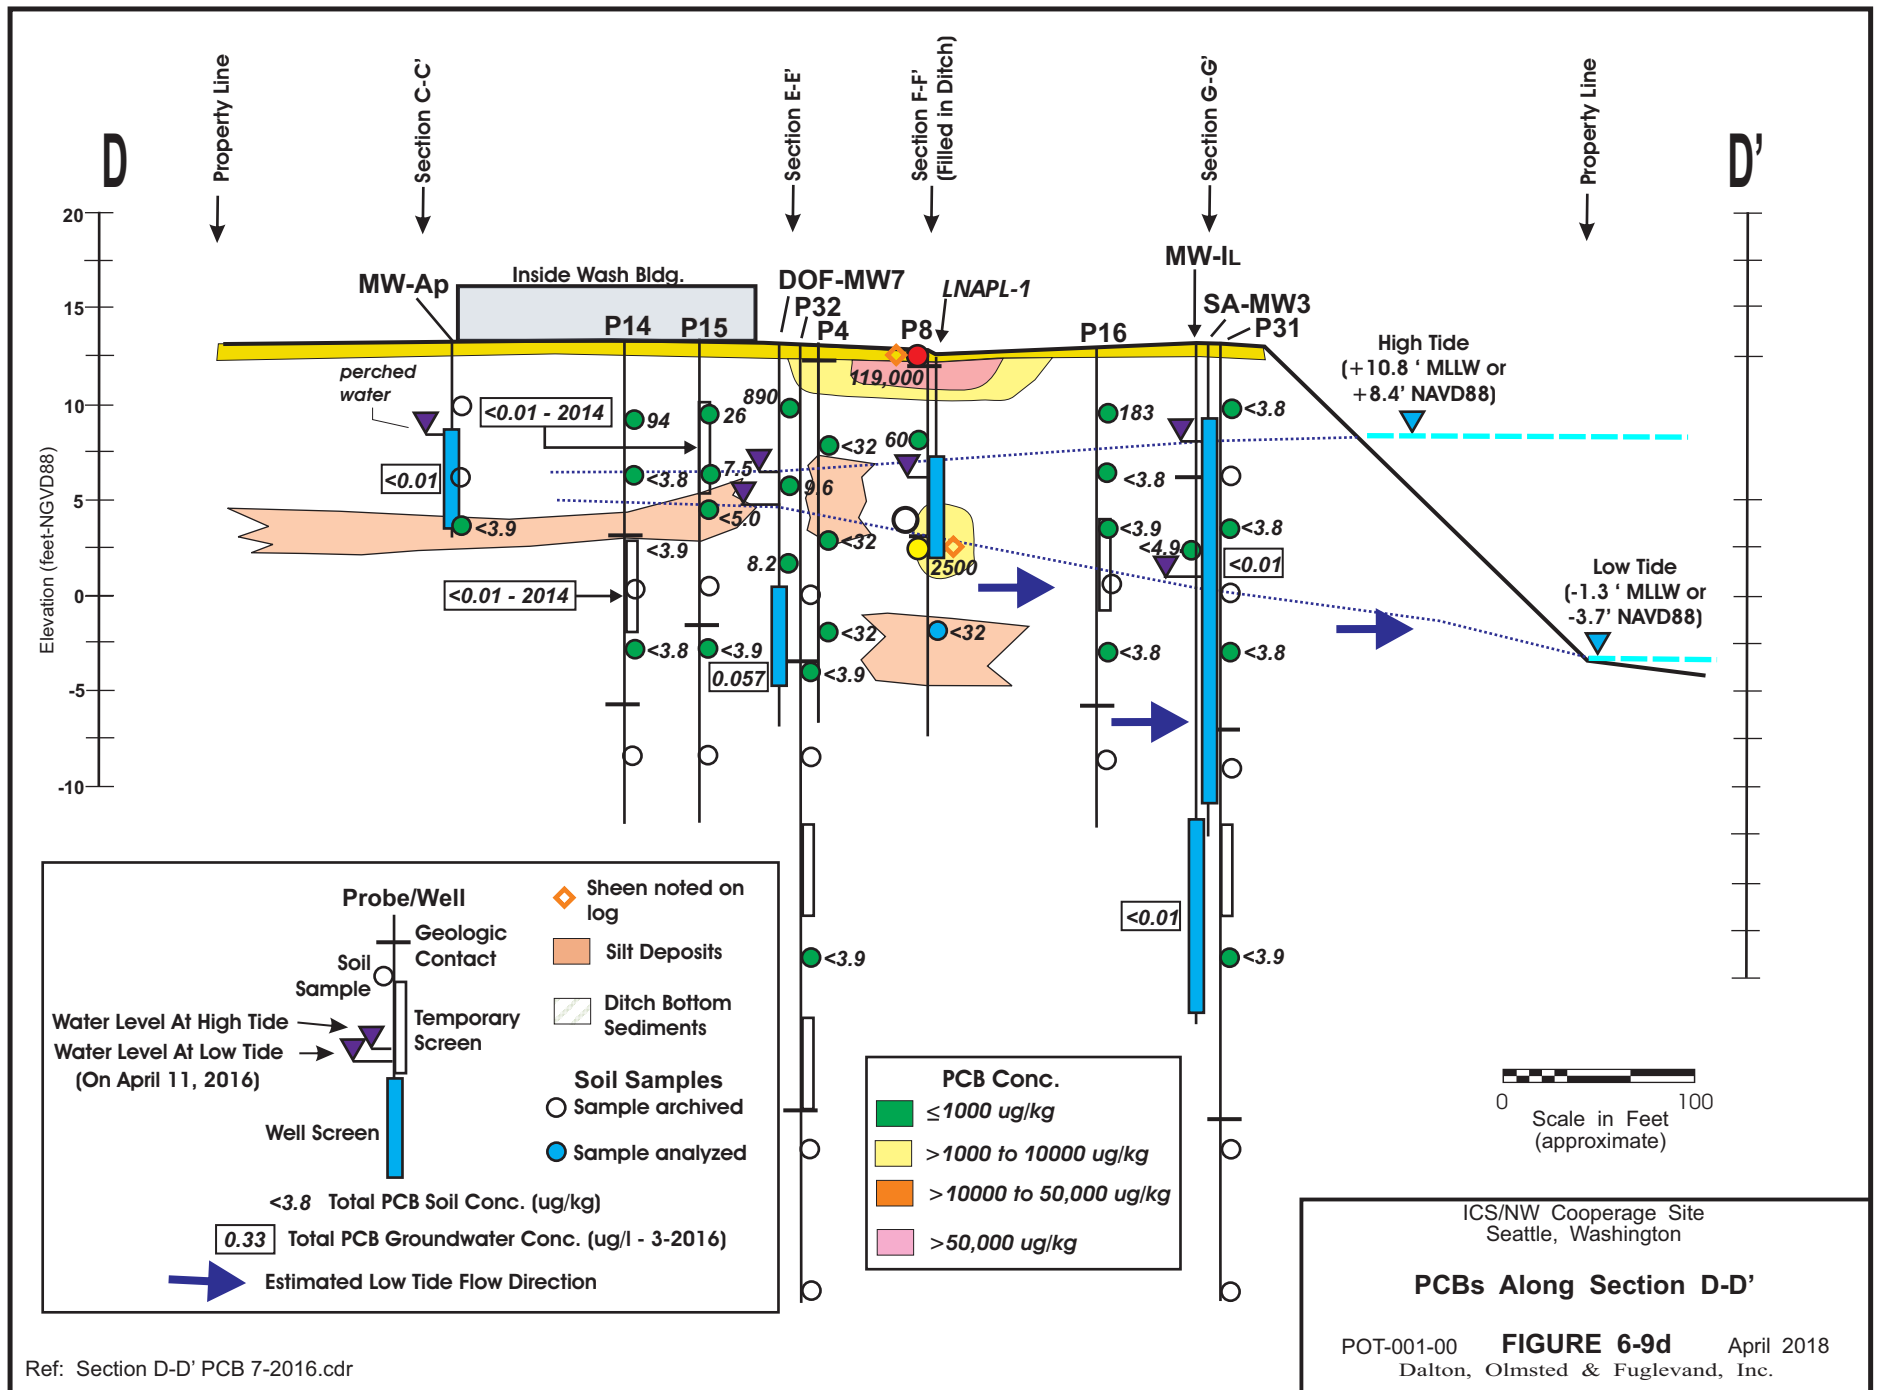 D
D'
Property Line
Section C-C'
Section E-E'
Section F-F'
(Filled in Ditch)
Section G-G'
Property Line
20
15
10
5
0
-5
-10
Elevation (feet-NGVD88)
MW-Ap
Inside Wash Bldg.
P14
P15
DOF-MW7
P32
P4
P8
LNAPL-1
P16
MW-IL
SA-MW3
P31
High Tide
(+10.8 ' MLLW or
+8.4' NAVD88)
Low Tide
(-1.3 ' MLLW or
-3.7' NAVD88)
perched
water
<0.01
<3.9
<0.01 - 2014
94
<3.8
<3.9
<0.01 - 2014
<3.8
26
7.5
<5.0
<3.9
890
9.6
8.2
0.057
<3.9
<3.9
<32
<32
<32
119,000
60
2500
<32
183
<3.8
<3.9
<3.8
<4.9
<0.01
<0.01
<3.8
<3.8
<3.8
<3.9
Probe/Well
Geologic
Contact
Soil
Sample
Water Level At High Tide
Water Level At Low Tide
(On April 11, 2016)
Temporary
Screen
Well Screen
Sheen noted on
log
Silt Deposits
Ditch Bottom
Sediments
Soil Samples
Sample archived
Sample analyzed
<3.8 Total PCB Soil Conc. (ug/kg)
0.33 Total PCB Groundwater Conc. (ug/l - 3-2016)
Estimated Low Tide Flow Direction
PCB Conc.
≤1000 ug/kg
>1000 to 10000 ug/kg
>10000 to 50,000 ug/kg
>50,000 ug/kg
0 100
Scale in Feet
(approximate)
ICS/NW Cooperage Site
Seattle, Washington
PCBs Along Section D-D'
POT-001-00 FIGURE 6-9d April 2018
Dalton, Olmsted & Fuglevand, Inc.
Ref: Section D-D' PCB 7-2016.cdr